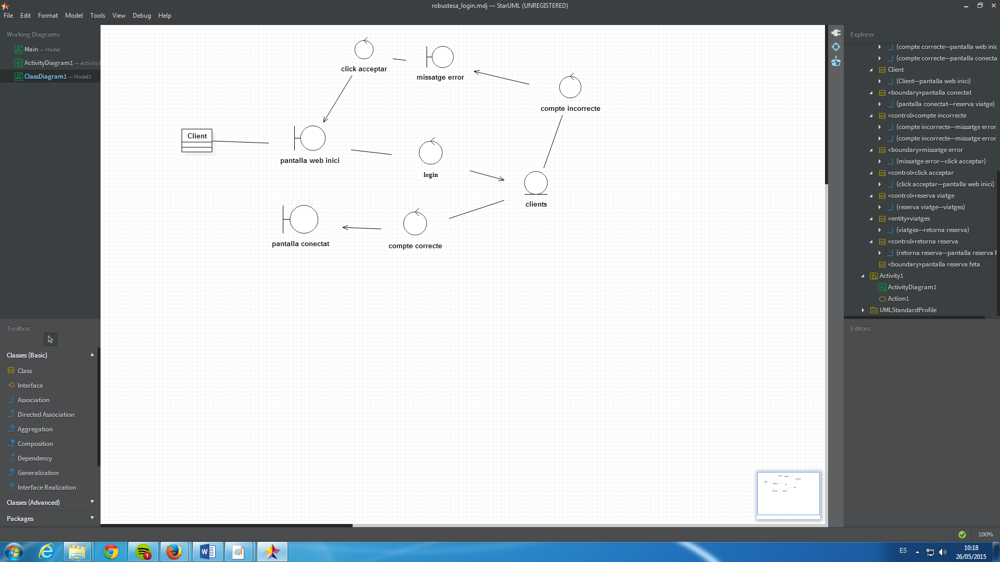 robustesa_login.mdj — StarUML (UNREGISTERED)
File Edit Format Model Tools View Debug Help
Working Diagrams
Main — Model
ActivityDiagram1 — Activity1
ClassDiagram1 — Model1
Toolbox
Classes (Basic)
Class
Interface
Association
Directed Association
Aggregation
Composition
Dependency
Generalization
Interface Realization
Classes (Advanced)
Packages
click acceptar
missatge error
compte incorrecte
Client
pantalla web inici
login
clients
pantalla conectat
compte correcte
Explorer
(compte correcte—pantalla web inic
(compte correcte—pantalla conecta
Client
(Client—pantalla web inici)
«boundary»pantalla conectat
(pantalla conectat—reserva viatge)
«control»compte incorrecte
(compte incorrecte—missatge error
(compte incorrecte—missatge error
«boundary»missatge error
(missatge error—click acceptar)
«control»click acceptar
(click acceptar—pantalla web inici)
«control»reserva viatge
(reserva viatge—viatges)
«entity»viatges
(viatges—retorna reserva)
«control»retorna reserva
(retorna reserva—pantalla reserva f
«boundary»pantalla reserva feta
Activity1
ActivityDiagram1
Action1
UMLStandardProfile
Editors
100%
1
ES
10:18
26/05/2015